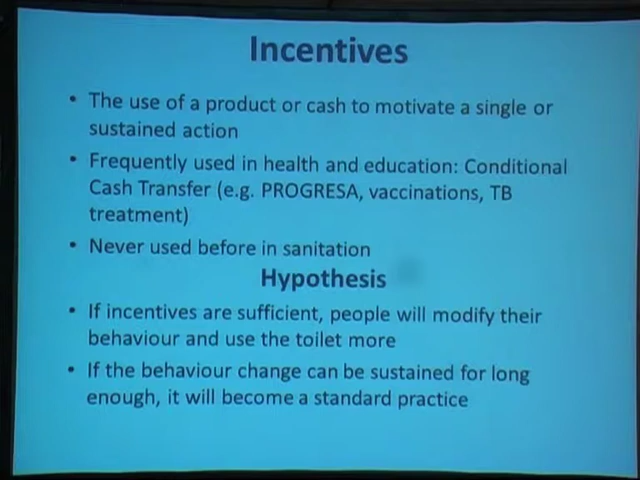 Incentives
• The use of a product or cash to motivate a single or
sustained action
• Frequently used in health and education: Conditional
Cash Transfer (e.g. PROGRESA, vaccinations, TB
treatment)
• Never used before in sanitation
Hypothesis
• If incentives are sufficient, people will modify their
behaviour and use the toilet more
• If the behaviour change can be sustained for long
enough, it will become a standard practice